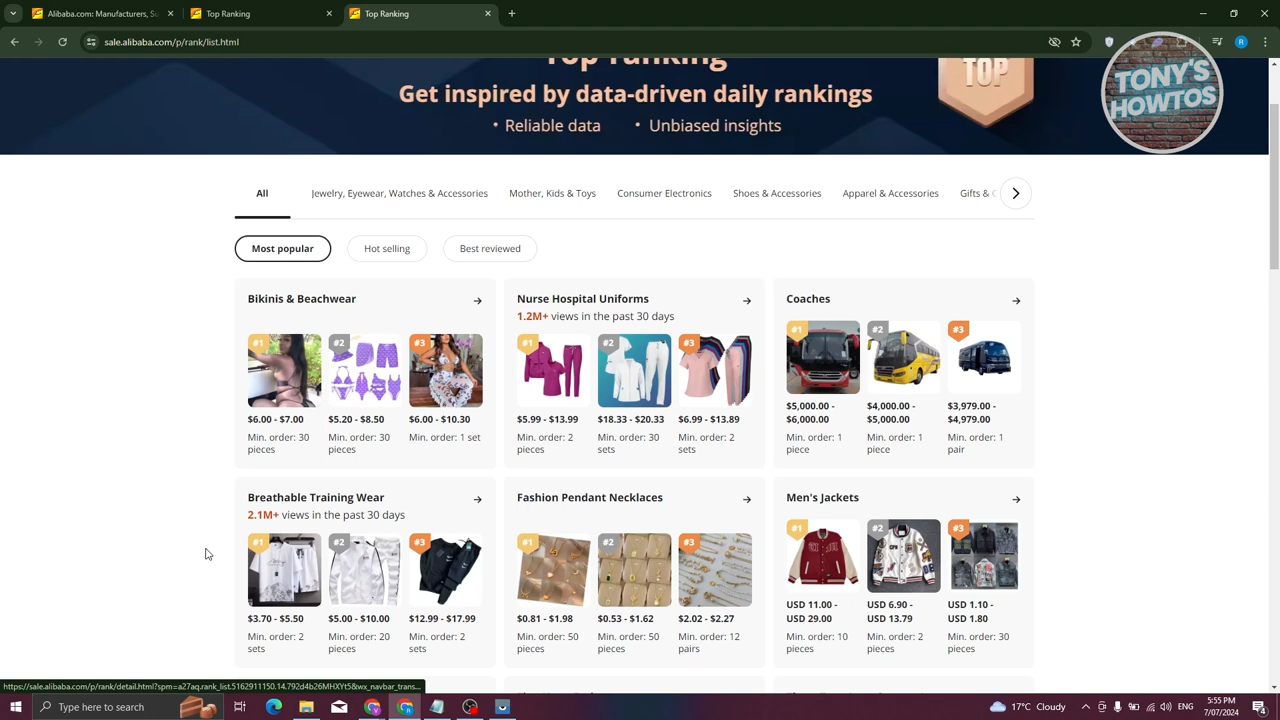 Alibaba.com: Manufacturers, Su
Top Ranking
Top Ranking
sale.alibaba.com/p/rank/list.html
R
Top ranking
Get inspired by data-driven daily rankings
• Reliable data • Unbiased insights
TOP
TONY'S
HOWTOS
All
Jewelry, Eyewear, Watches & Accessories
Mother, Kids & Toys
Consumer Electronics
Shoes & Accessories
Apparel & Accessories
Gifts &
Most popular
Hot selling
Best reviewed
Bikinis & Beachwear
#1
#2
#3
$6.00 - $7.00
$5.20 - $8.50
$6.00 - $10.30
Min. order: 30
pieces
Min. order: 30
pieces
Min. order: 1 set
Nurse Hospital Uniforms
1.2M+ views in the past 30 days
#1
#2
#3
$5.99 - $13.99
$18.33 - $20.33
$6.99 - $13.89
Min. order: 2
pieces
Min. order: 30
sets
Min. order: 2
sets
Coaches
#1
#2
#3
$5,000.00 -
$6,000.00
$4,000.00 -
$5,000.00
$3,979.00 -
$4,979.00
Min. order: 1
piece
Min. order: 1
piece
Min. order: 1
pair
Breathable Training Wear
2.1M+ views in the past 30 days
#1
#2
#3
$3.70 - $5.50
$5.00 - $10.00
$12.99 - $17.99
Min. order: 2
sets
Min. order: 20
pieces
Min. order: 2
sets
Fashion Pendant Necklaces
#1
#2
#3
$0.81 - $1.98
$0.53 - $1.62
$2.02 - $2.27
Min. order: 50
pieces
Min. order: 50
pieces
Min. order: 12
pairs
Men's Jackets
#1
#2
#3
USD 11.00 -
USD 29.00
USD 6.90 -
USD 13.79
USD 1.10 -
USD 1.80
Min. order: 10
pieces
Min. order: 2
pieces
Min. order: 30
pieces
https://sale.alibaba.com/p/rank/detail.html?spm=a27aq.rank_list.5162911150.14.792d4b26MHXYtS&wx_navbar_trans...
Type here to search
17°C Cloudy
ENG
5:55 PM
7/07/2024